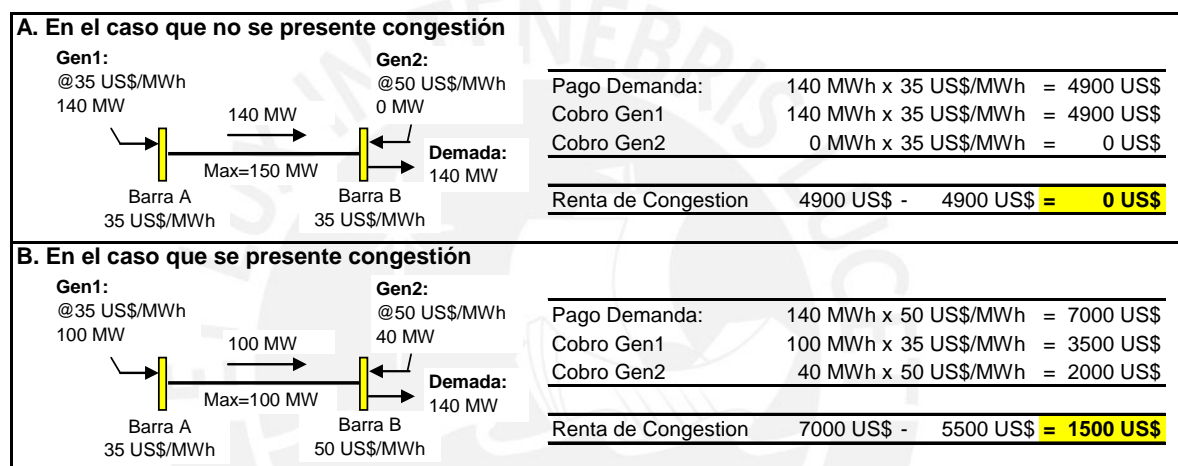 A. En el caso que no se presente congestión
Gen1:
@35 US$/MWh
140 MW
140 MW
Max=150 MW
Barra A
35 US$/MWh
Gen2:
@50 US$/MWh
0 MW
Demada:
140 MW
Barra B
35 US$/MWh
Pago Demanda: 140 MWh x 35 US$/MWh = 4900 US$
Cobro Gen1 140 MWh x 35 US$/MWh = 4900 US$
Cobro Gen2 0 MWh x 35 US$/MWh = 0 US$
Renta de Congestion 4900 US$ - 4900 US$ = 0 US$
B. En el caso que se presente congestión
Gen1:
@35 US$/MWh
100 MW
100 MW
Max=100 MW
Barra A
35 US$/MWh
Gen2:
@50 US$/MWh
40 MW
Demada:
140 MW
Barra B
50 US$/MWh
Pago Demanda: 140 MWh x 50 US$/MWh = 7000 US$
Cobro Gen1 100 MWh x 35 US$/MWh = 3500 US$
Cobro Gen2 40 MWh x 50 US$/MWh = 2000 US$
Renta de Congestion 7000 US$ - 5500 US$ = 1500 US$